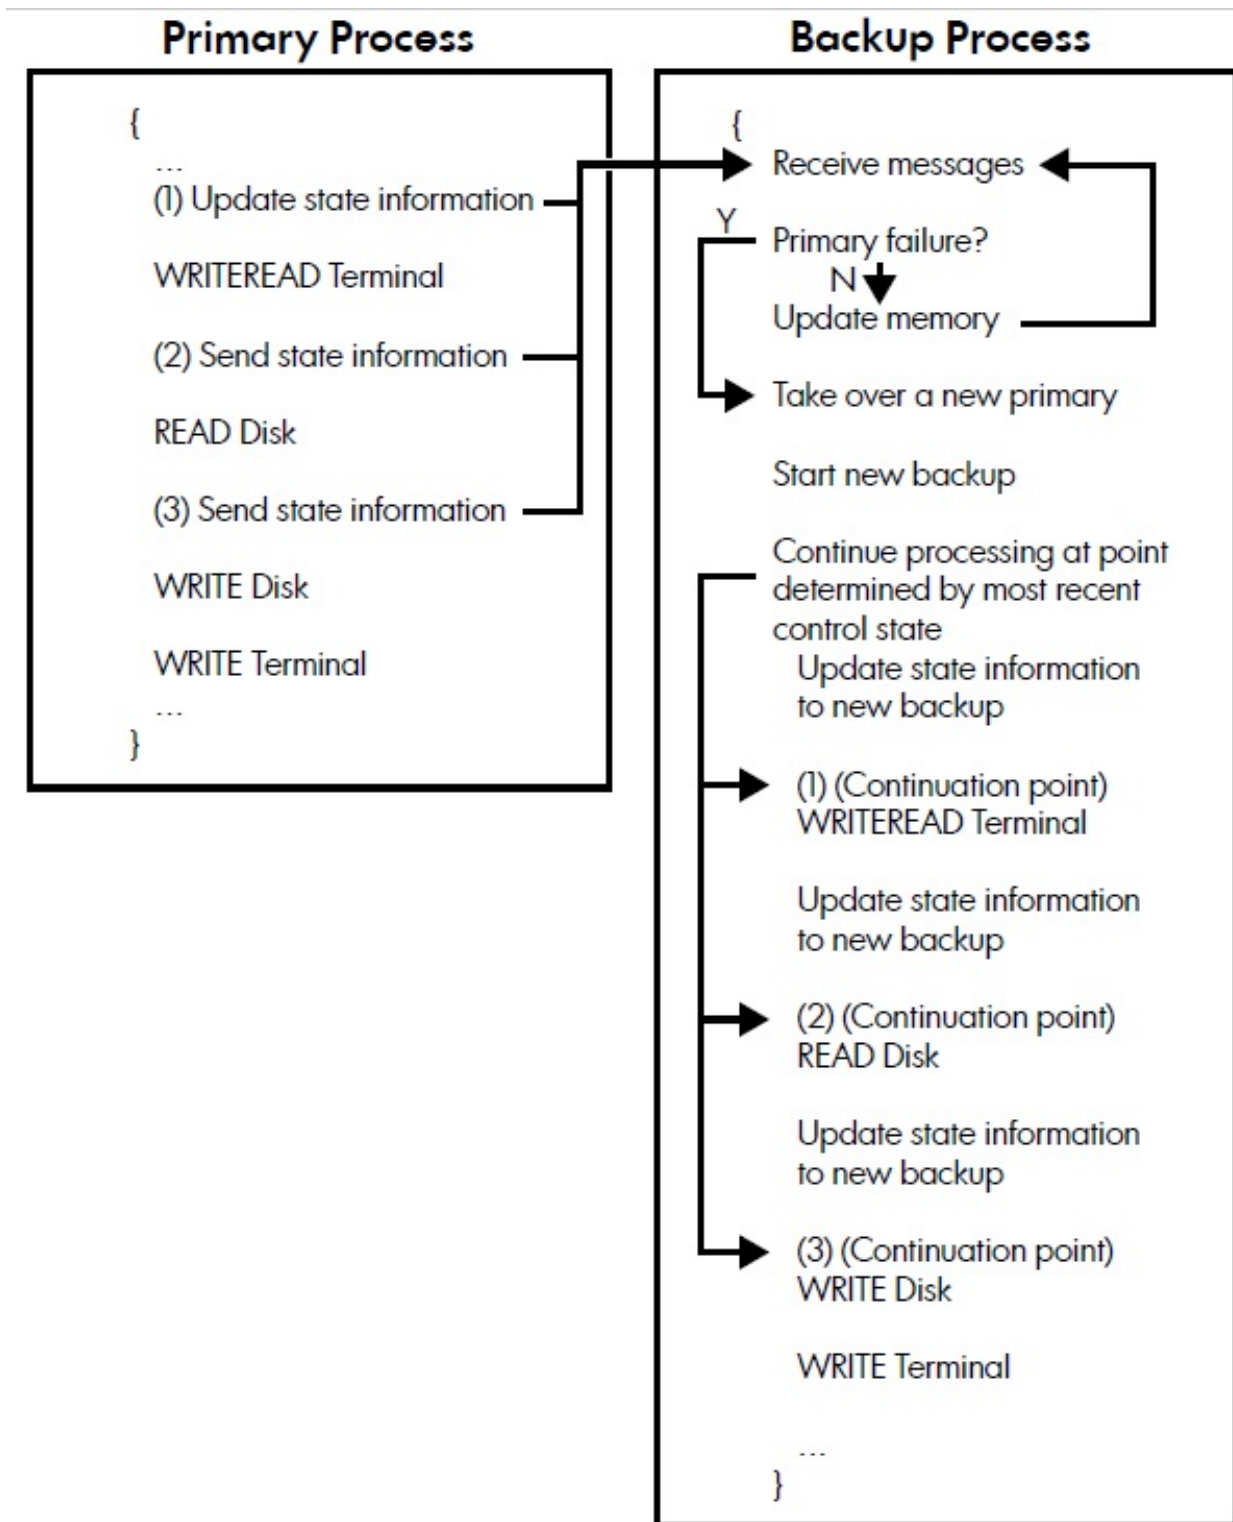 Primary Process
{
...
(1) Update state information
WRITEREAD Terminal
(2) Send state information
READ Disk
(3) Send state information
WRITE Disk
WRITE Terminal
...
}
Backup Process
{
Receive messages
Y
Primary failure?
N
Update memory
Take over a new primary
Start new backup
Continue processing at point
determined by most recent
control state
Update state information
to new backup
(1) (Continuation point)
WRITEREAD Terminal
Update state information
to new backup
(2) (Continuation point)
READ Disk
Update state information
to new backup
(3) (Continuation point)
WRITE Disk
WRITE Terminal
...
}